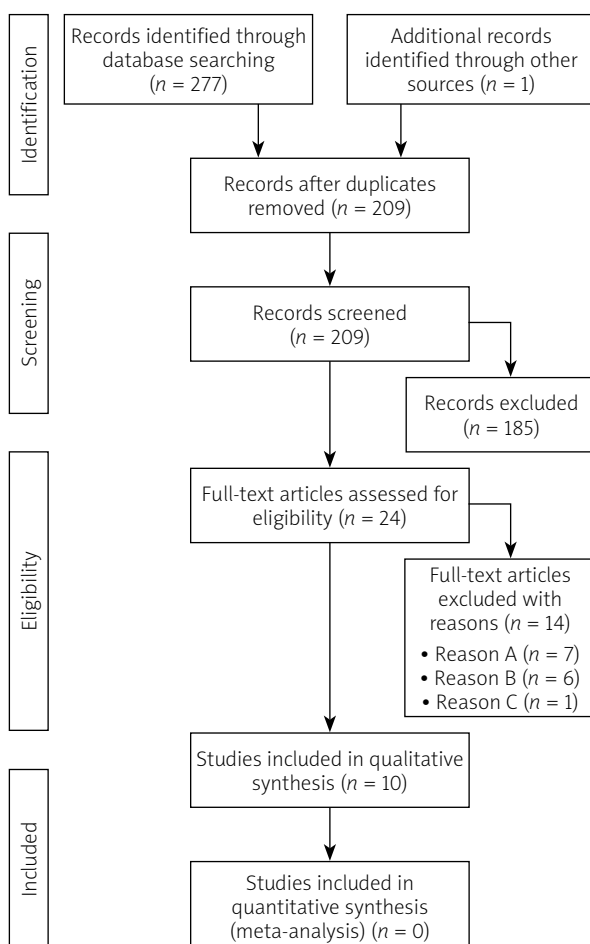 Identification
Records identified through
database searching
(n = 277)
Additional records
identified through other
sources (n = 1)
Records after duplicates
removed (n = 209)
Screening
Records screened
(n = 209)
Records excluded
(n = 185)
Eligibility
Full-text articles assessed for
eligibility (n = 24)
Full-text articles
excluded with
reasons (n = 14)
• Reason A (n = 7)
• Reason B (n = 6)
• Reason C (n = 1)
Included
Studies included in qualitative
synthesis (n = 10)
Studies included in
quantitative synthesis
(meta-analysis) (n = 0)